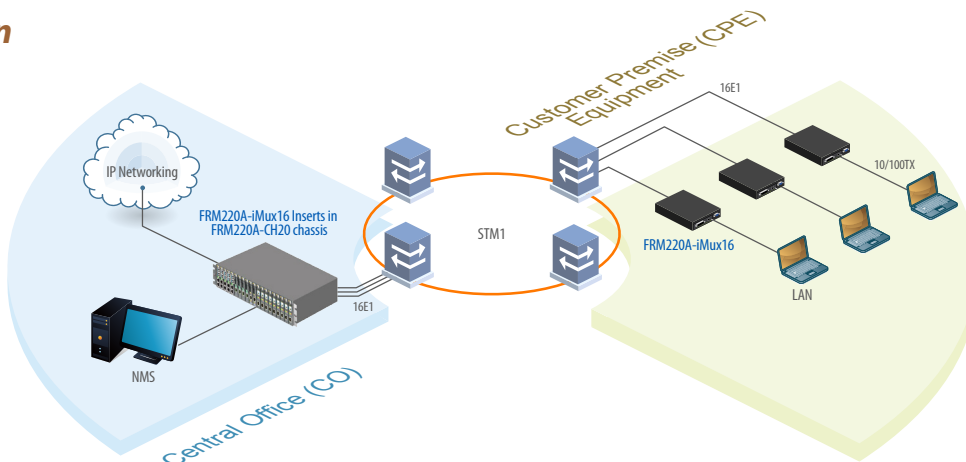 Customer Premise (CPE)
Equipment
16E1
IP Networking
10/100TX
FRM220A-iMux16 Inserts in
FRM220A-CH20 chassis
STM1
FRM220A-iMux16
LAN
16E1
NMS
Central Office (CO)